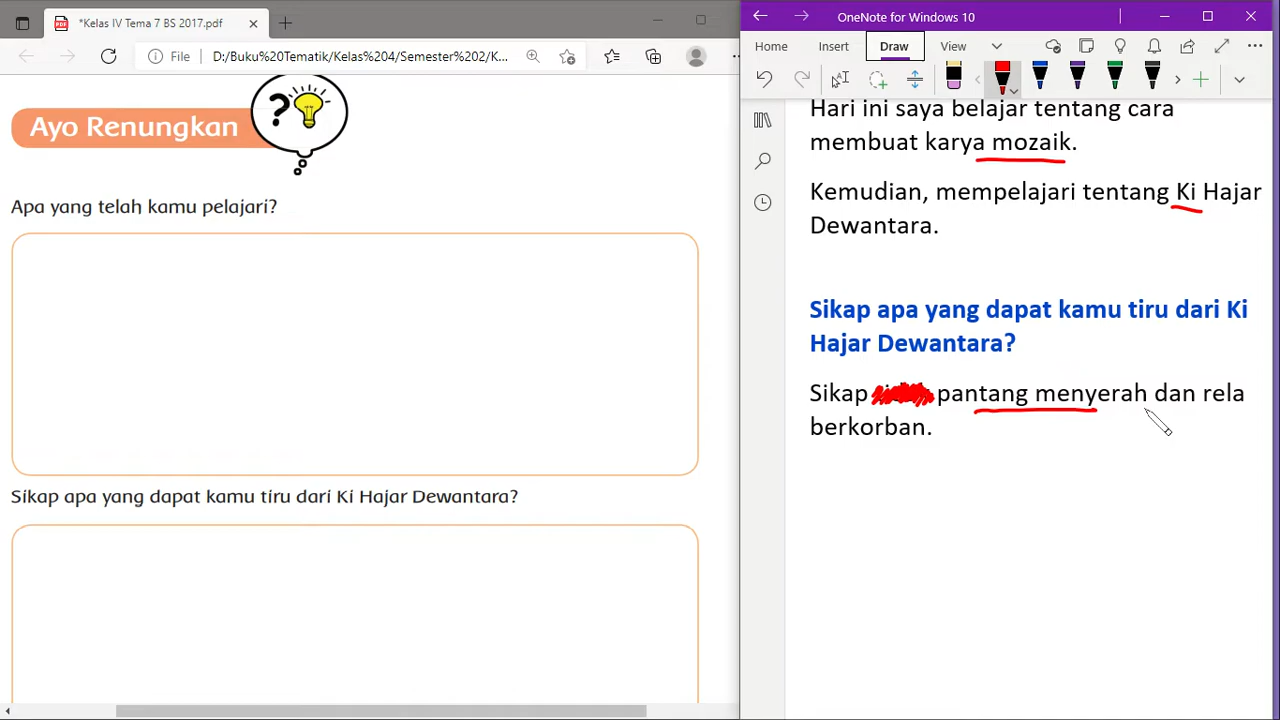 *Kelas IV Tema 7 BS 2017.pdf
File
D:/Buku%20Tematik/Kelas%204/Semester%202/K...
Ayo Renungkan
Apa yang telah kamu pelajari?
Sikap apa yang dapat kamu tiru dari Ki Hajar Dewantara?
OneNote for Windows 10
Home Insert Draw View
Hari ini saya belajar tentang cara
membuat karya mozaik.
Kemudian, mempelajari tentang Ki Hajar
Dewantara.
Sikap apa yang dapat kamu tiru dari Ki
Hajar Dewantara?
Sikap pantang menyerah dan rela
berkorban.